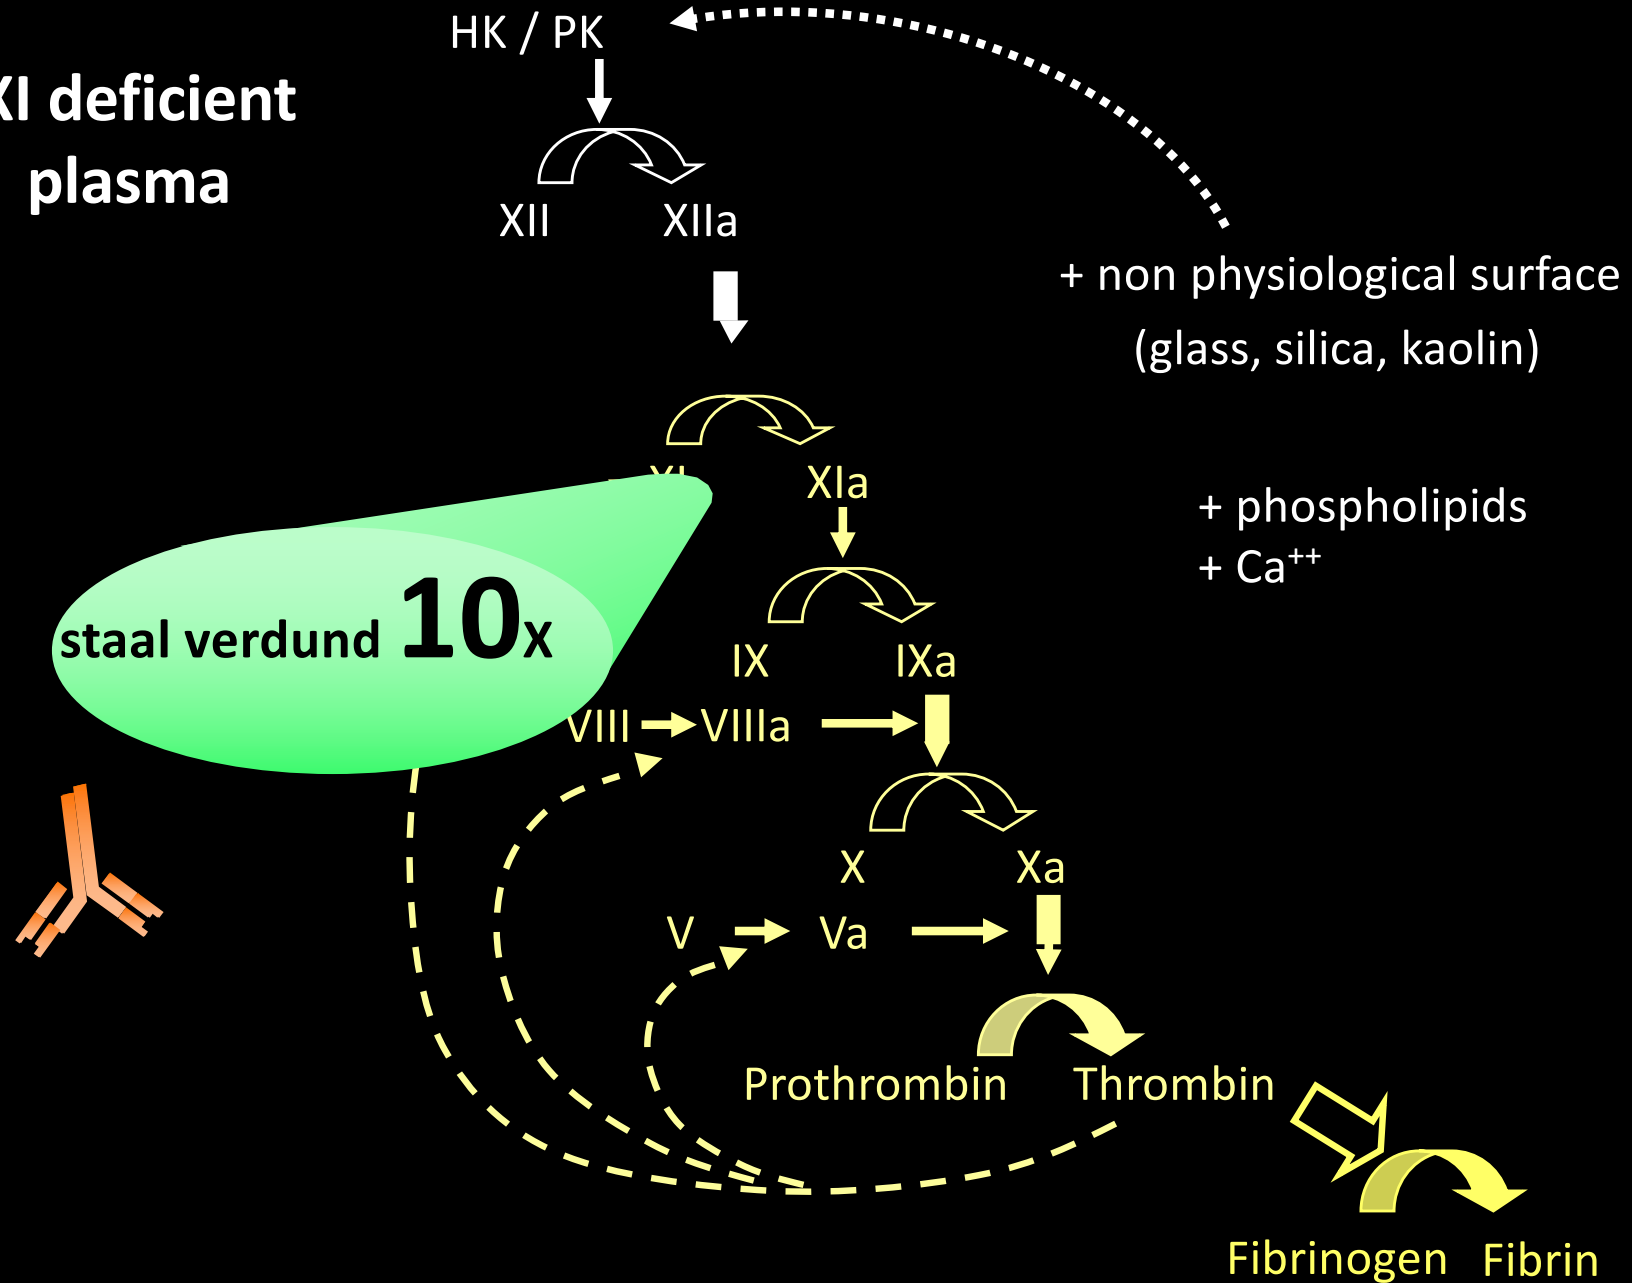 HK / PK
XI deficient
plasma
XII XIIa
+ non physiological surface
(glass, silica, kaolin)
XI XIa
+ phospholipids
+ Ca⁺⁺
staal verdund 10x
IX IXa
VIII VIIIa
X Xa
V Va
Prothrombin Thrombin
Fibrinogen Fibrin